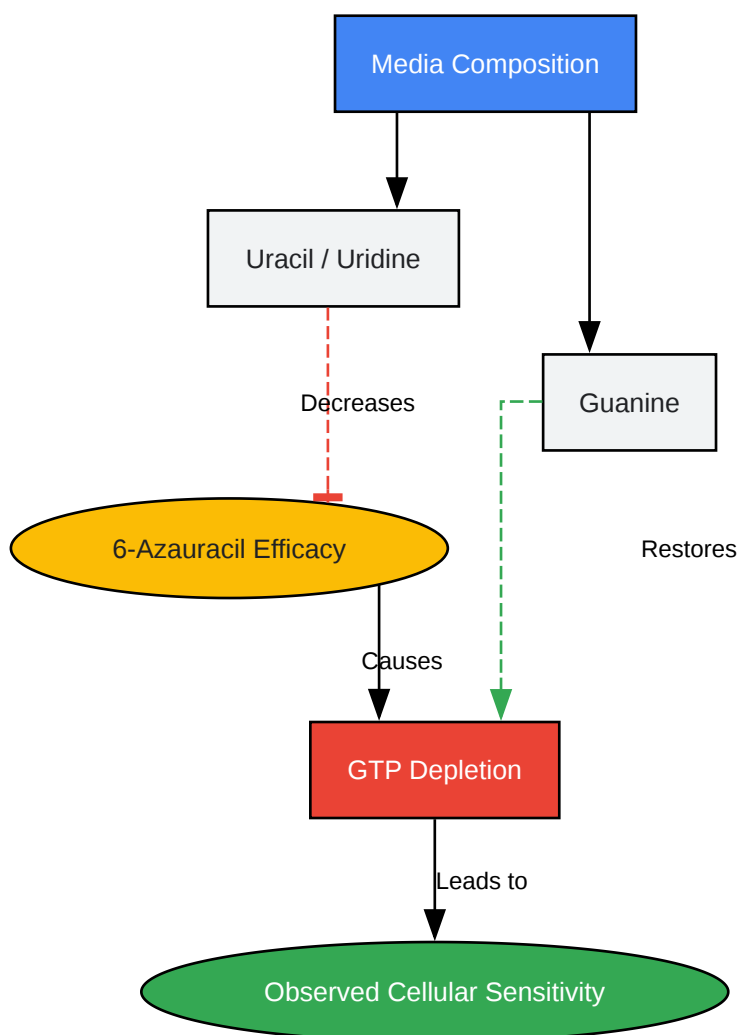 Media Composition
Uracil / Uridine
Guanine
Decreases
6-Azauracil Efficacy
Restores
Causes
GTP Depletion
Leads to
Observed Cellular Sensitivity